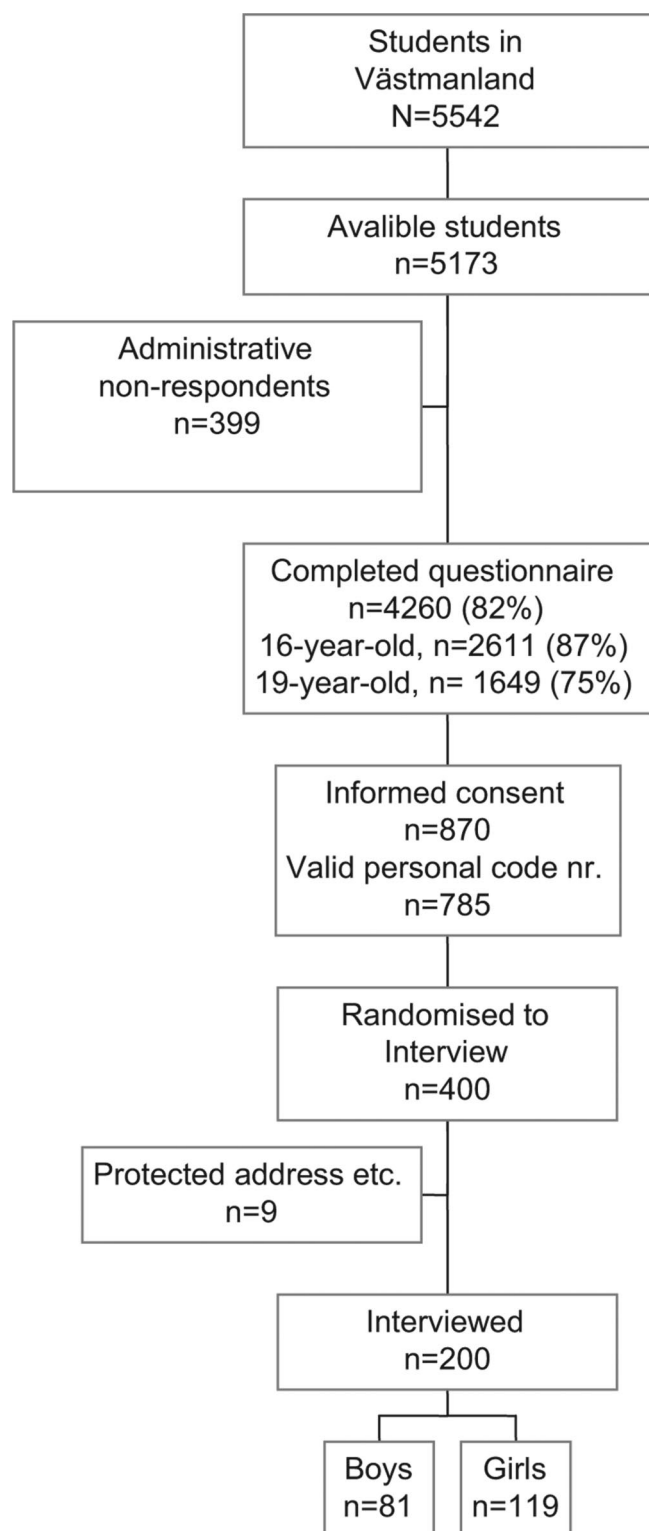 Students in
Västmanland
N=5542
Avalible students
n=5173
Administrative
non-respondents
n=399
Completed questionnaire
n=4260 (82%)
16-year-old, n=2611 (87%)
19-year-old, n= 1649 (75%)
Informed consent
n=870
Valid personal code nr.
n=785
Randomised to
Interview
n=400
Protected address etc.
n=9
Interviewed
n=200
Boys
n=81
Girls
n=119